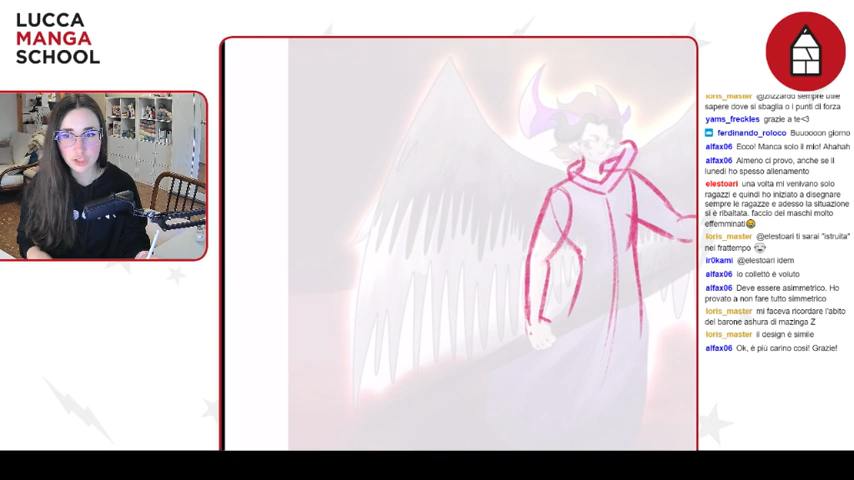 LUCCA
MANGA
SCHOOL
loris_master @zlizzardo sempre utile
sapere dove si sbaglia o i punti di forza
yams_freckles grazie a te<3
ferdinando_roloco Buuoooon giorno
alfax06 Ecco! Manca solo il mio! Ahahah
alfax06 Almeno ci provo, anche se il
lunedì ho spesso allenamento
elestoari una volta mi venivano solo
ragazzi e quindi ho iniziato a disegnare
sempre le ragazze e adesso la situazione
si è ribaltata. faccio dei maschi molto
effemminati
loris_master @elestoari ti sarai "istruita"
nel frattempo
ir0kami @elestoari idem
alfax06 lo colletto è voluto
alfax06 Deve essere asimmetrico. Ho
provato a non fare tutto simmetrico
loris_master mi faceva ricordare l'abito
del barone ashura di mazinga Z
loris_master il design è simile
alfax06 Ok, è più carino così! Grazie!